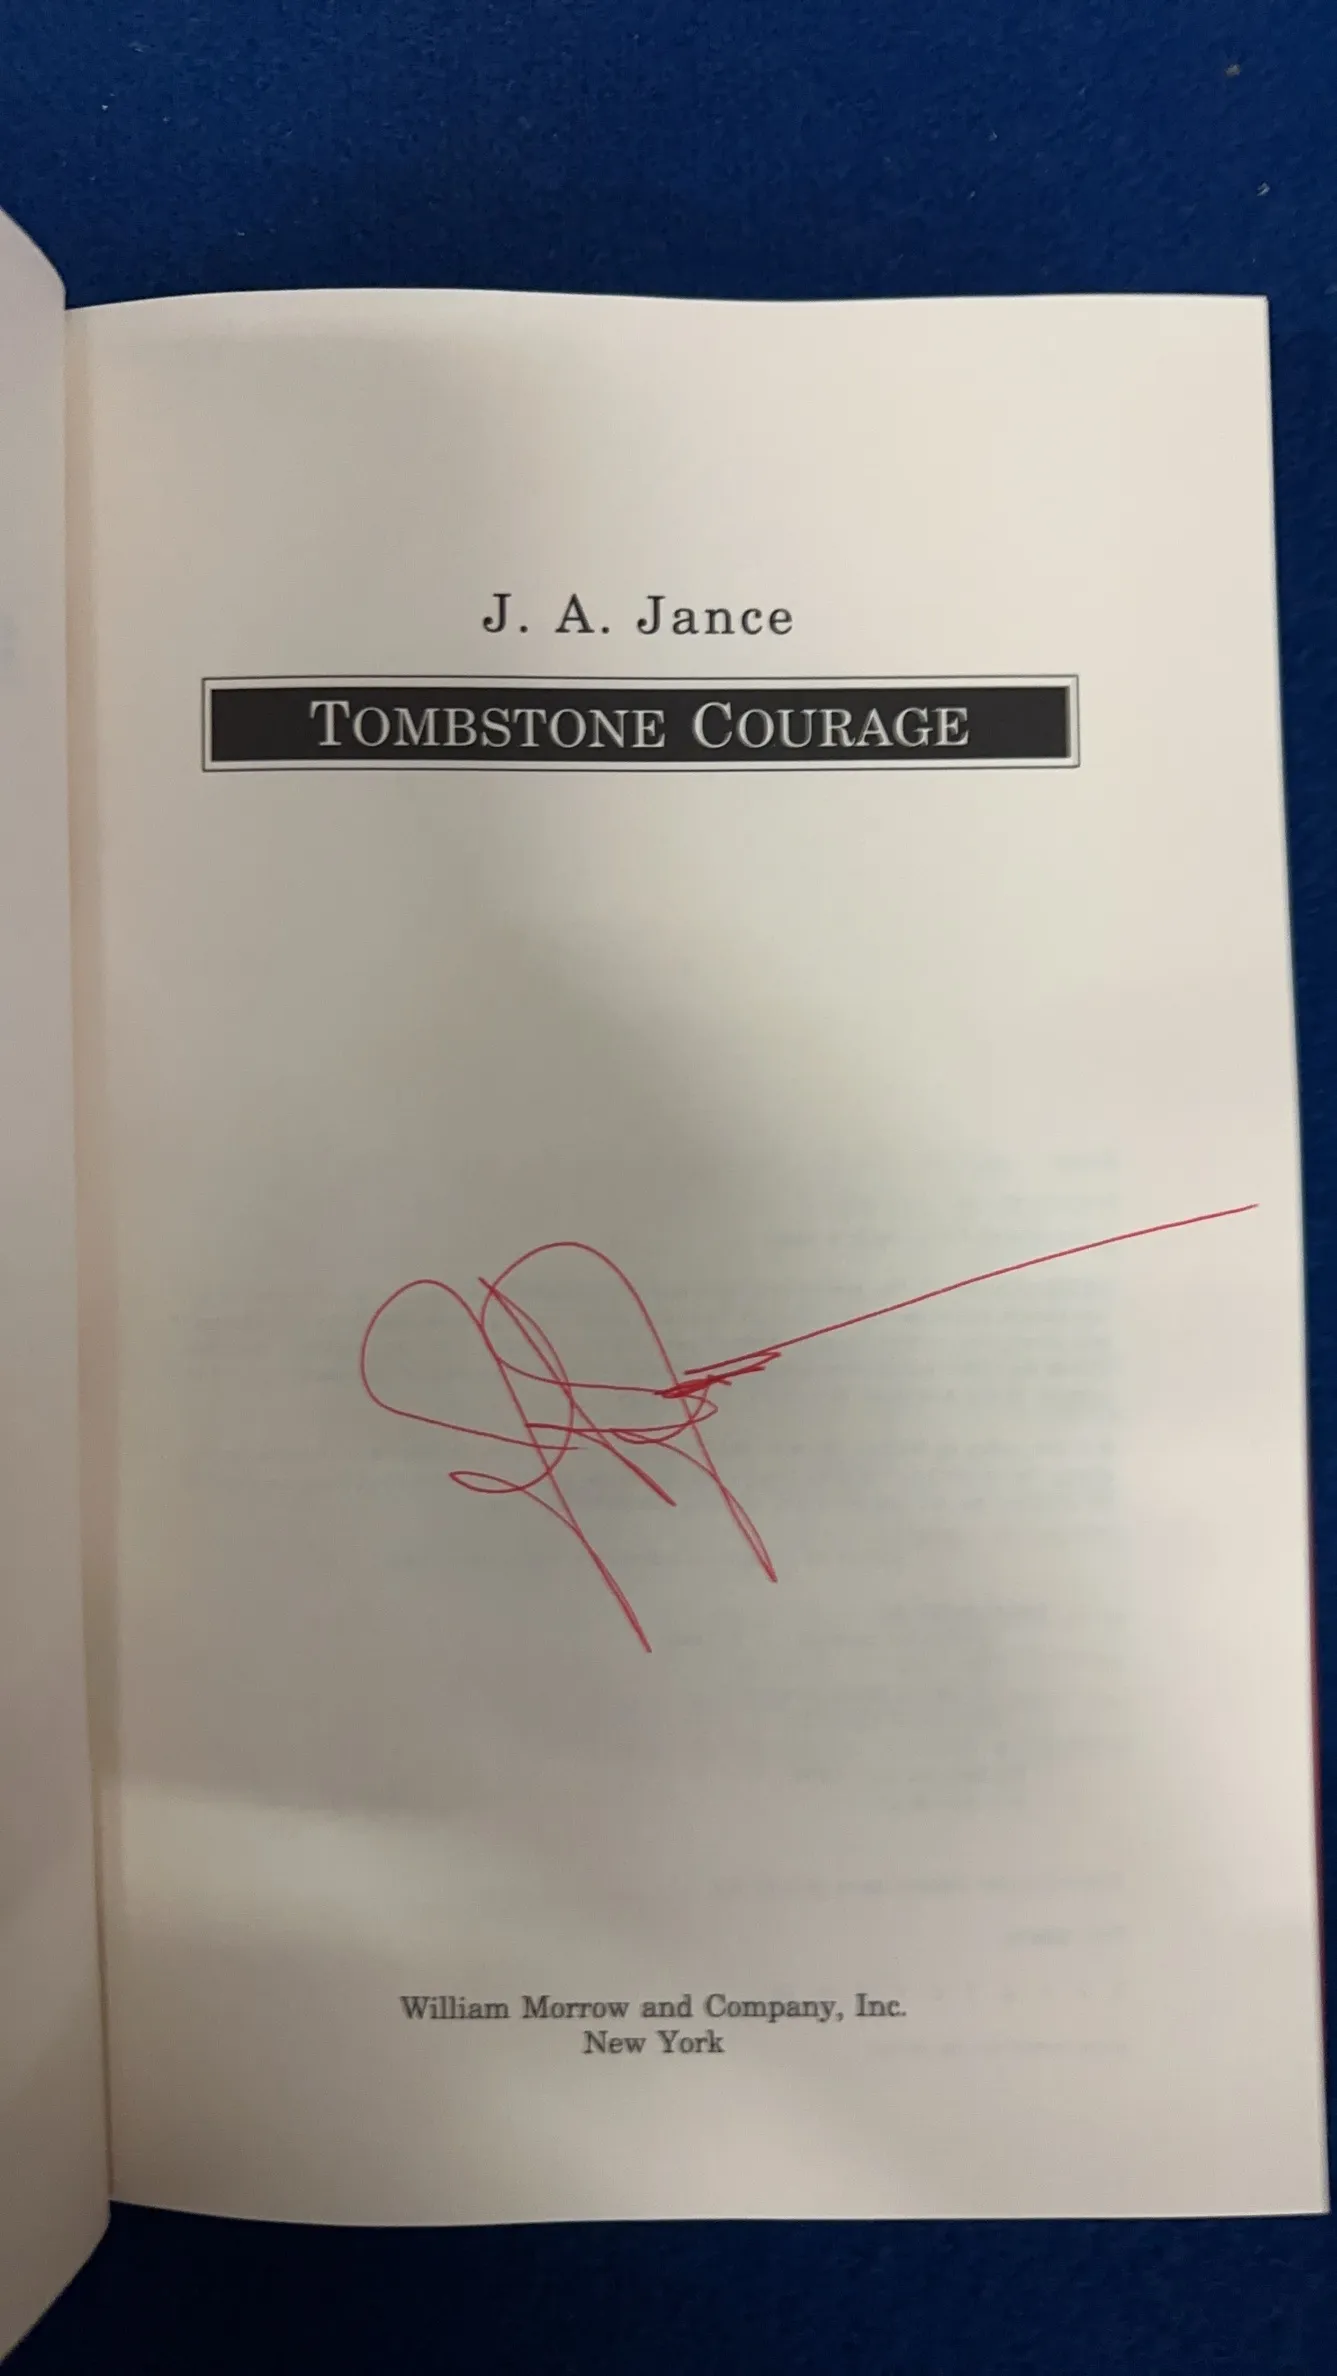 J. A. Jance
TOMBSTONE COURAGE
William Morrow and Company, Inc.
New York